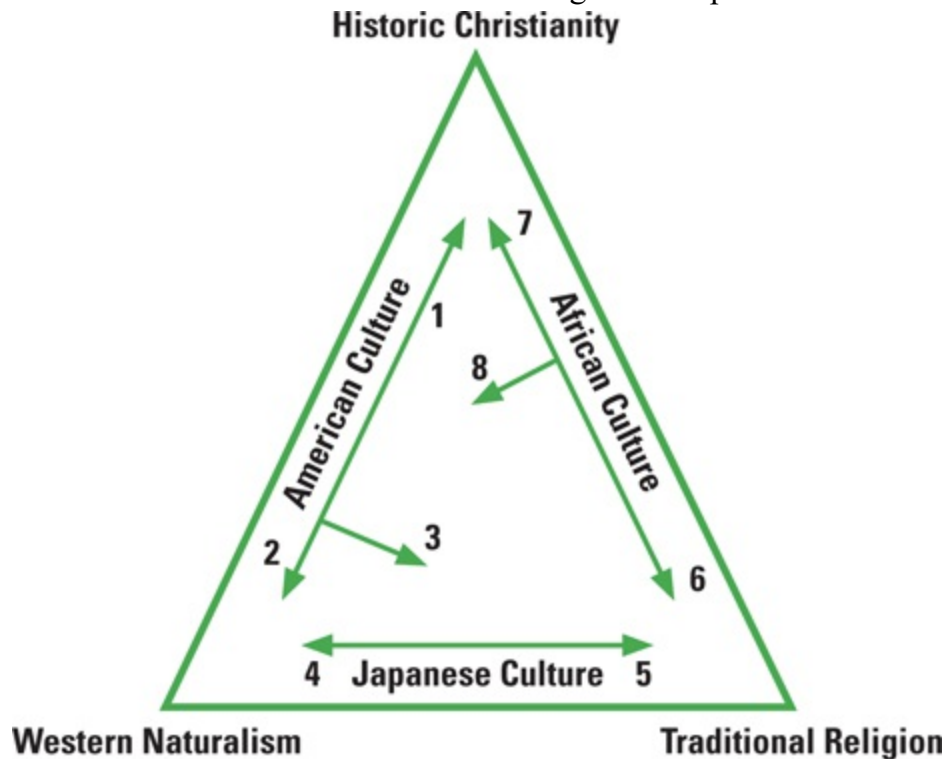 Historic Christianity
7
American Culture
1
African Culture
8
2
3
6
4 Japanese Culture 5
Western Naturalism
Traditional Religion